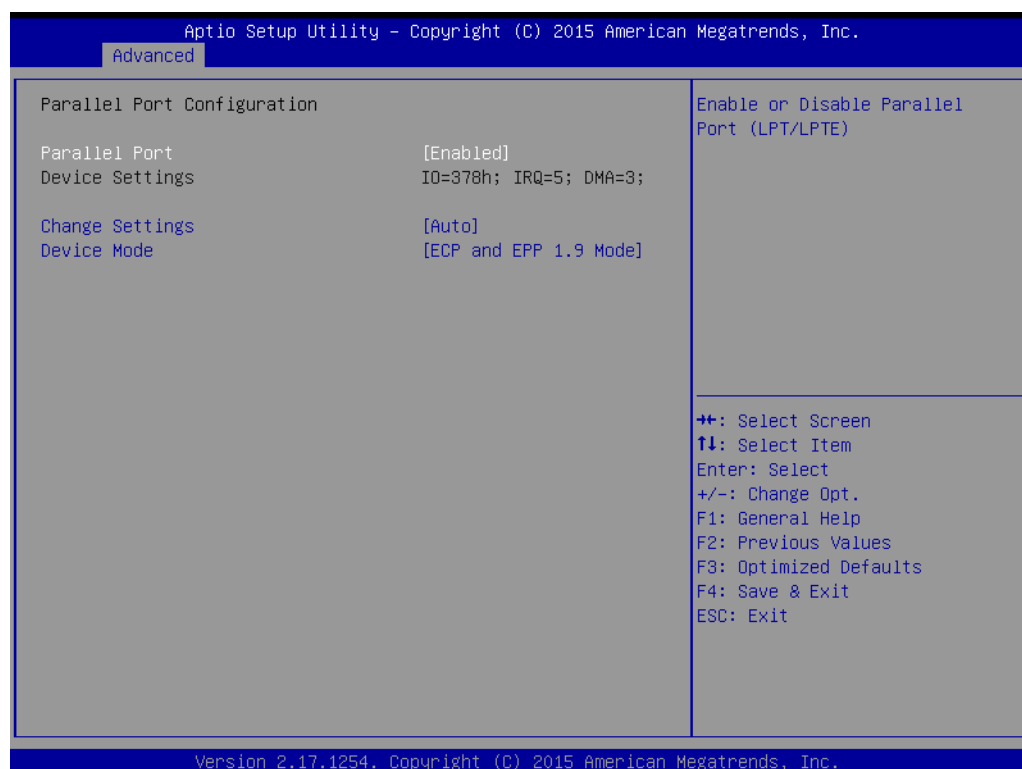 Aptio Setup Utility – Copyright (C) 2015 American Megatrends, Inc.
Advanced
Parallel Port Configuration
Parallel Port [Enabled]
Device Settings IO=378h; IRQ=5; DMA=3;
Change Settings [Auto]
Device Mode [ECP and EPP 1.9 Mode]
Enable or Disable Parallel
Port (LPT/LPTE)
→←: Select Screen
↑↓: Select Item
Enter: Select
+/-: Change Opt.
F1: General Help
F2: Previous Values
F3: Optimized Defaults
F4: Save & Exit
ESC: Exit
Version 2.17.1254. Copyright (C) 2015 American Megatrends, Inc.